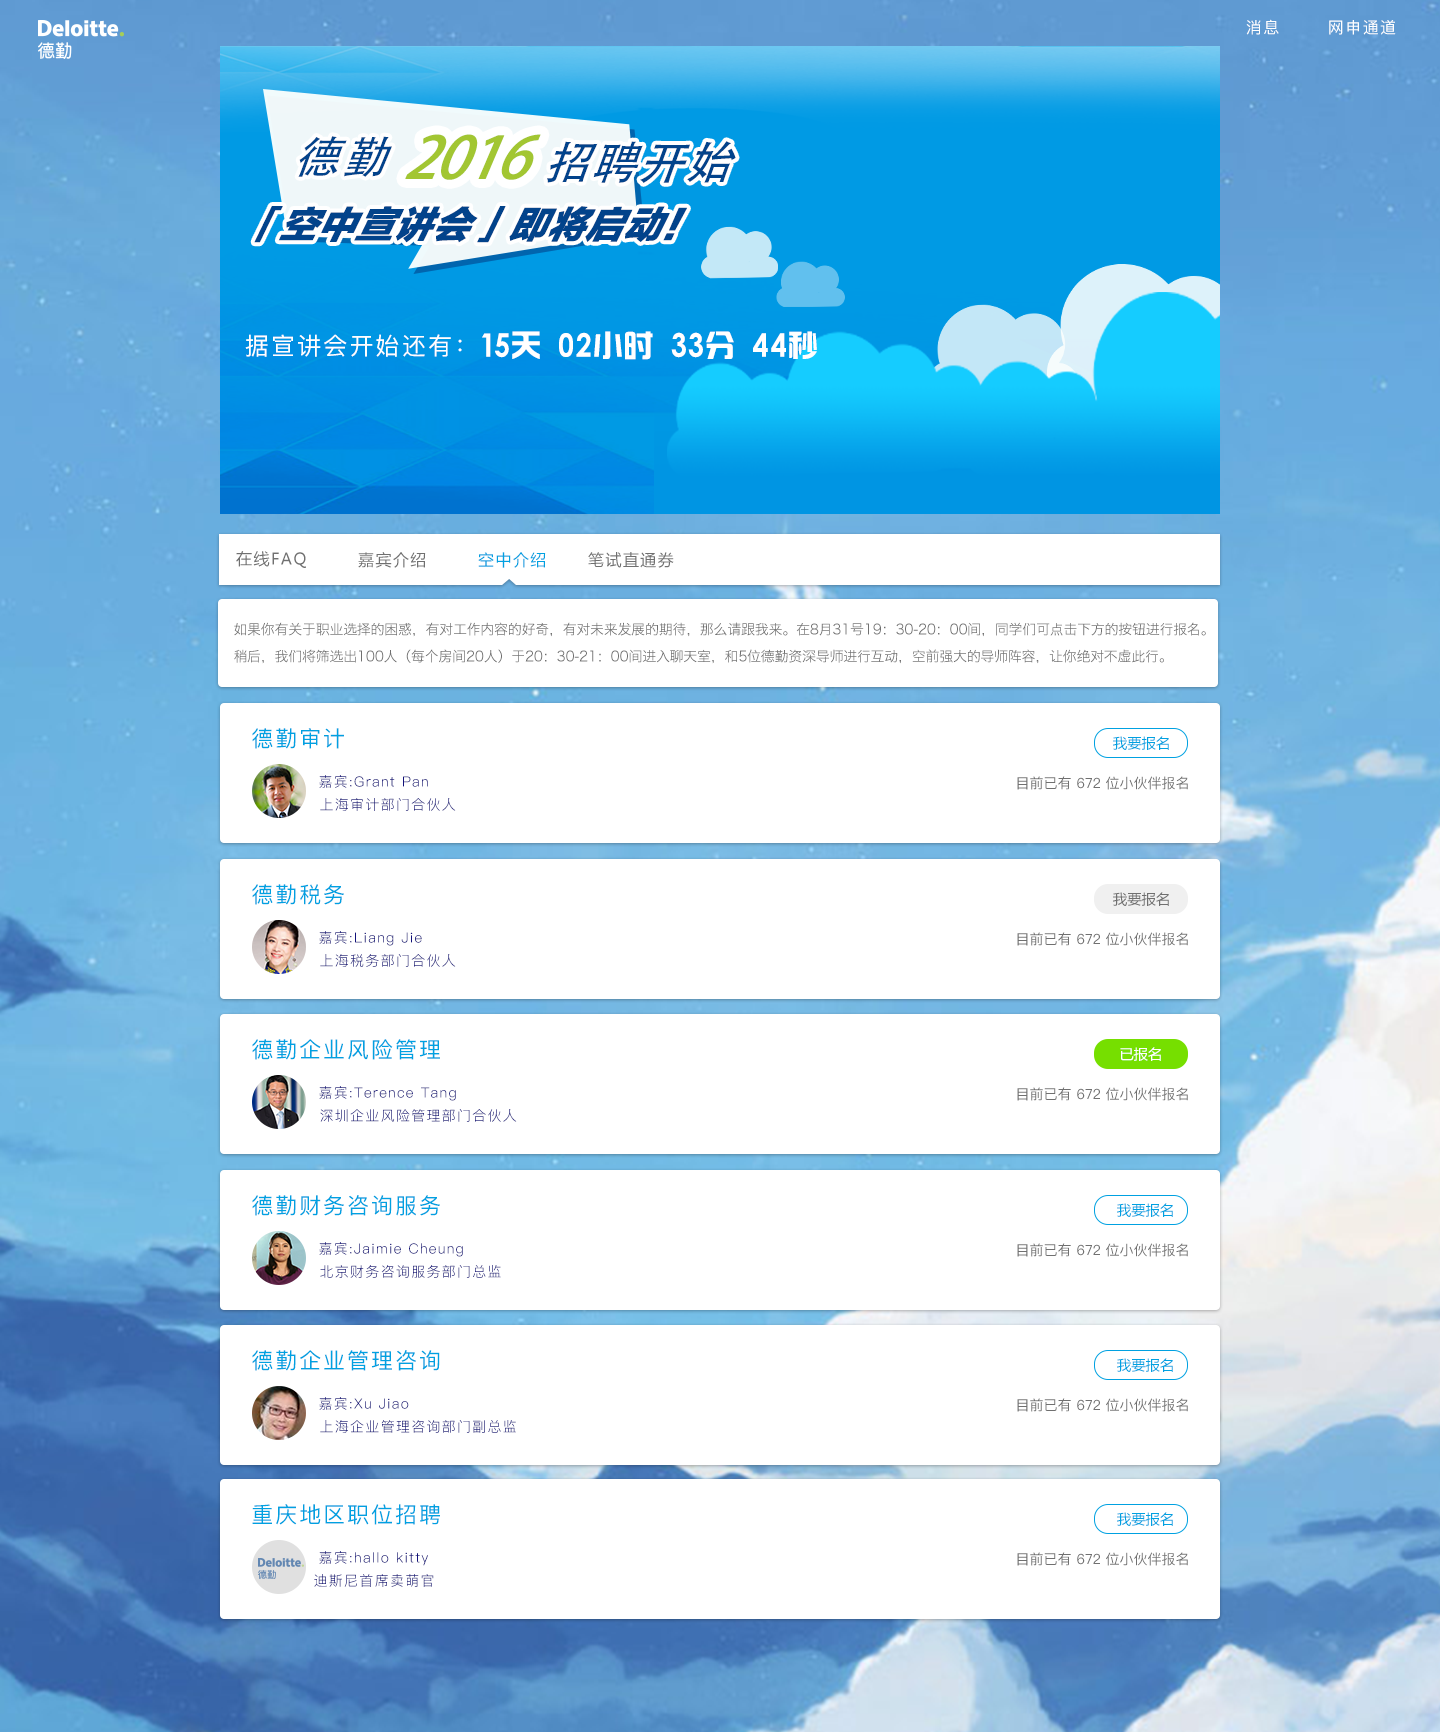 Deloitte.
德勤
消息
网申通道
德勤 2016 招聘开始
「空中宣讲会」即将启动!
据宣讲会开始还有：15天 02小时 33分 44秒
在线FAQ
嘉宾介绍
空中介绍
笔试直通券
如果你有关于职业选择的困惑，有对工作内容的好奇，有对未来发展的期待，那么请跟我来。在8月31号19：30-20：00间，同学们可点击下方的按钮进行报名。
稍后，我们将筛选出100人（每个房间20人）于20：30-21：00间进入聊天室，和5位德勤资深导师进行互动，空前强大的导师阵容，让你绝对不虚此行。
德勤审计
我要报名
嘉宾:Grant Pan
目前已有 672 位小伙伴报名
上海审计部门合伙人
德勤税务
我要报名
嘉宾:Liang Jie
目前已有 672 位小伙伴报名
上海税务部门合伙人
德勤企业风险管理
已报名
嘉宾:Terence Tang
目前已有 672 位小伙伴报名
深圳企业风险管理部门合伙人
德勤财务咨询服务
我要报名
嘉宾:Jaimie Cheung
目前已有 672 位小伙伴报名
北京财务咨询服务部门总监
德勤企业管理咨询
我要报名
嘉宾:Xu Jiao
目前已有 672 位小伙伴报名
上海企业管理咨询部门副总监
重庆地区职位招聘
我要报名
Deloitte
德勤
嘉宾:hallo kitty
目前已有 672 位小伙伴报名
迪斯尼首席卖萌官